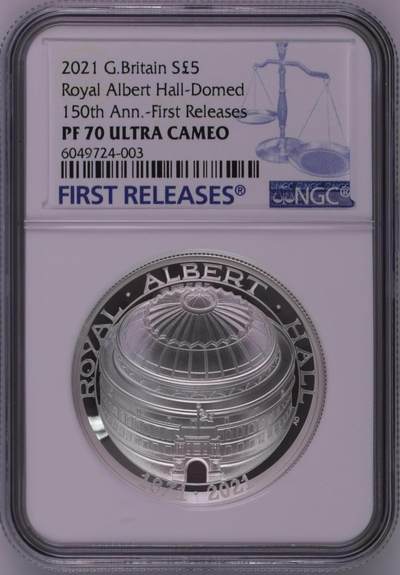 2021 G.Britain S£5
Royal Albert Hall-Domed
150th Ann.-First Releases
PF 70 ULTRA CAMEO
6049724-003
FIRST RELEASES®
NGC®
ROYAL · ALBERT · HALL
1871 · 2021